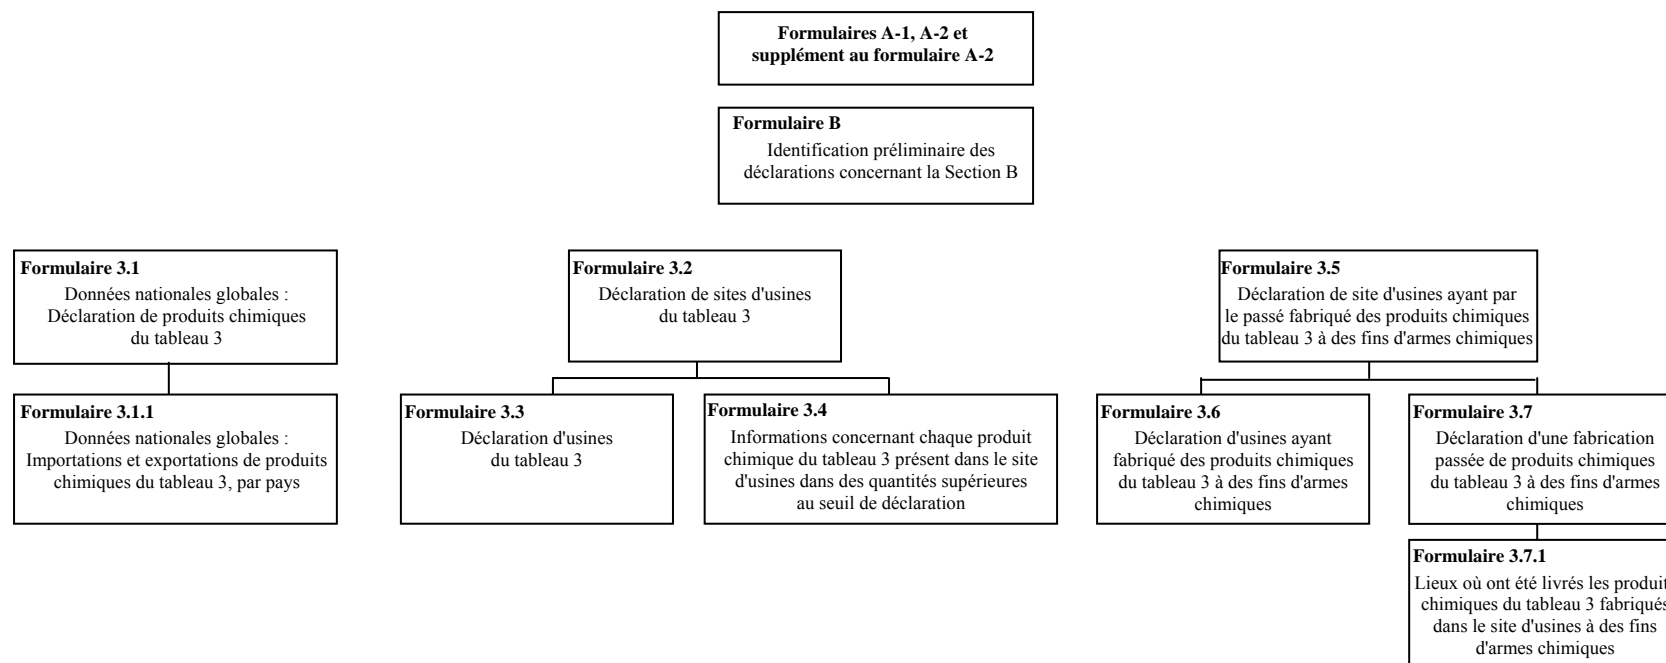 Formulaires A-1, A-2 et
supplément au formulaire A-2
Formulaire B
Identification préliminaire des
déclarations concernant la Section B
Formulaire 3.1
Données nationales globales :
Déclaration de produits chimiques
du tableau 3
Formulaire 3.2
Déclaration de sites d'usines
du tableau 3
Formulaire 3.5
Déclaration de site d'usines ayant par
le passé fabriqué des produits chimiques
du tableau 3 à des fins d'armes chimiques
Formulaire 3.1.1
Données nationales globales :
Importations et exportations de produits
chimiques du tableau 3, par pays
Formulaire 3.3
Déclaration d'usines
du tableau 3
Formulaire 3.4
Informations concernant chaque produit
chimique du tableau 3 présent dans le site
d'usines dans des quantités supérieures
au seuil de déclaration
Formulaire 3.6
Déclaration d'usines ayant
fabriqué des produits chimiques
du tableau 3 à des fins d'armes
chimiques
Formulaire 3.7
Déclaration d'une fabrication
passée de produits chimiques
du tableau 3 à des fins d'armes
chimiques
Formulaire 3.7.1
Lieux où ont été livrés les produit
chimiques du tableau 3 fabriqués
dans le site d'usines à des fins
d'armes chimiques